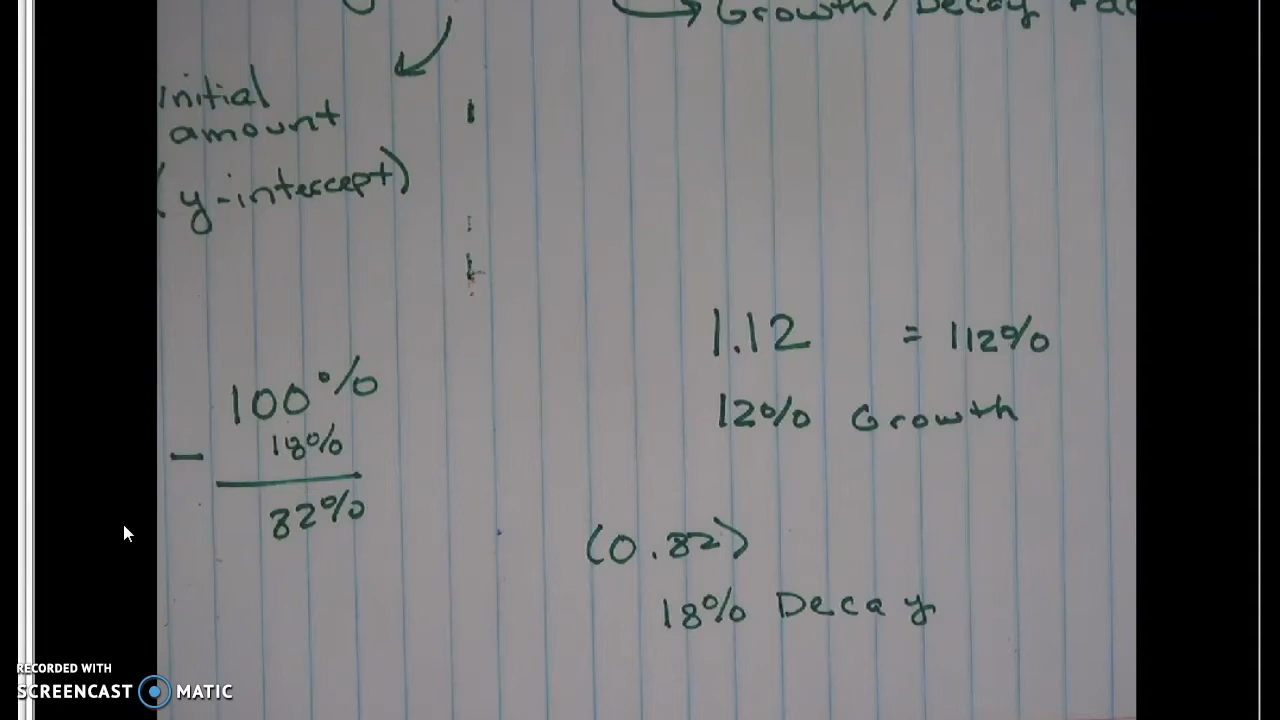 Growth/Decay
initial
amount
(y-intercept)
1.12 = 112%
12% Growth
100%
- 18%
82%
(0.82)
18% Decay
RECORDED WITH
SCREENCAST MATIC